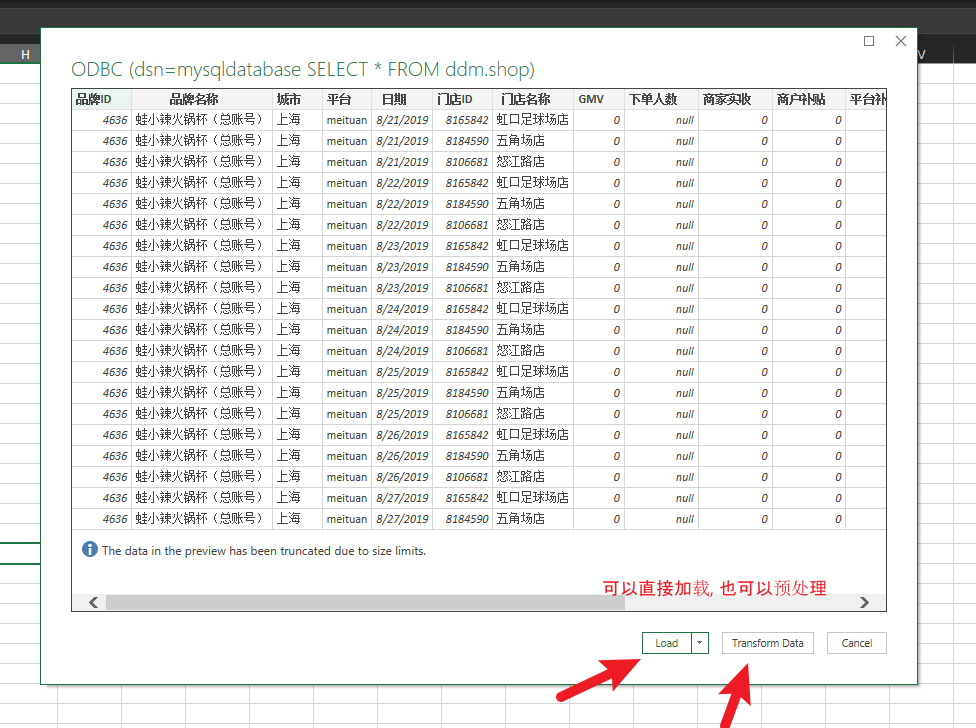 H
V
ODBC (dsn=mysqldatabase SELECT * FROM ddm.shop)
品牌ID 品牌名称 城市 平台 日期 门店ID 门店名称 GMV 下单人数 商家实收 商户补贴 平台补
4636 蛙小辣火锅杯（总账号） 上海 meituan 8/21/2019 8165842 虹口足球场店 0 null 0 0
4636 蛙小辣火锅杯（总账号） 上海 meituan 8/21/2019 8184590 五角场店 0 null 0 0
4636 蛙小辣火锅杯（总账号） 上海 meituan 8/21/2019 8106681 怒江路店 0 null 0 0
4636 蛙小辣火锅杯（总账号） 上海 meituan 8/22/2019 8165842 虹口足球场店 0 null 0 0
4636 蛙小辣火锅杯（总账号） 上海 meituan 8/22/2019 8184590 五角场店 0 null 0 0
4636 蛙小辣火锅杯（总账号） 上海 meituan 8/22/2019 8106681 怒江路店 0 null 0 0
4636 蛙小辣火锅杯（总账号） 上海 meituan 8/23/2019 8165842 虹口足球场店 0 null 0 0
4636 蛙小辣火锅杯（总账号） 上海 meituan 8/23/2019 8184590 五角场店 0 null 0 0
4636 蛙小辣火锅杯（总账号） 上海 meituan 8/23/2019 8106681 怒江路店 0 null 0 0
4636 蛙小辣火锅杯（总账号） 上海 meituan 8/24/2019 8165842 虹口足球场店 0 null 0 0
4636 蛙小辣火锅杯（总账号） 上海 meituan 8/24/2019 8184590 五角场店 0 null 0 0
4636 蛙小辣火锅杯（总账号） 上海 meituan 8/24/2019 8106681 怒江路店 0 null 0 0
4636 蛙小辣火锅杯（总账号） 上海 meituan 8/25/2019 8165842 虹口足球场店 0 null 0 0
4636 蛙小辣火锅杯（总账号） 上海 meituan 8/25/2019 8184590 五角场店 0 null 0 0
4636 蛙小辣火锅杯（总账号） 上海 meituan 8/25/2019 8106681 怒江路店 0 null 0 0
4636 蛙小辣火锅杯（总账号） 上海 meituan 8/26/2019 8165842 虹口足球场店 0 null 0 0
4636 蛙小辣火锅杯（总账号） 上海 meituan 8/26/2019 8184590 五角场店 0 null 0 0
4636 蛙小辣火锅杯（总账号） 上海 meituan 8/26/2019 8106681 怒江路店 0 null 0 0
4636 蛙小辣火锅杯（总账号） 上海 meituan 8/27/2019 8165842 虹口足球场店 0 null 0 0
4636 蛙小辣火锅杯（总账号） 上海 meituan 8/27/2019 8184590 五角场店 0 null 0 0
The data in the preview has been truncated due to size limits.
可以直接加载, 也可以预处理
Load Transform Data Cancel